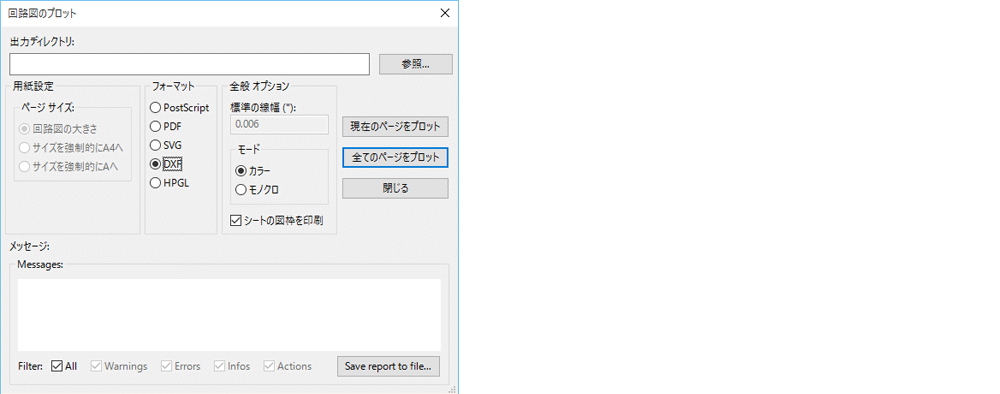 回路図のプロット
出力ディレクトリ:
参照...
用紙設定
ページ サイズ:
回路図の大きさ
サイズを強制的にA4へ
サイズを強制的にAへ
フォーマット
PostScript
PDF
SVG
DXF
HPGL
全般 オプション
標準の線幅 ("):
0.006
モード
カラー
モノクロ
シートの図枠を印刷
現在のページをプロット
全てのページをプロット
閉じる
メッセージ:
Messages:
Filter: All Warnings Errors Infos Actions Save report to file...